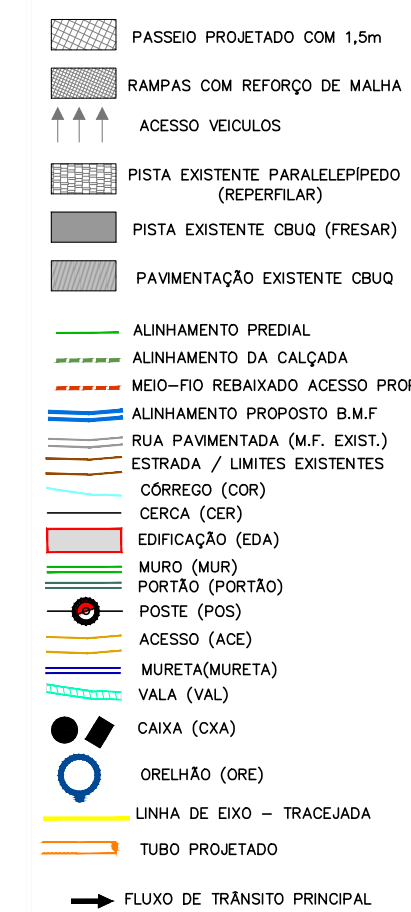 PASSEIO PROJETADO COM 1,5m
RAMPAS COM REFORÇO DE MALHA
ACESSO VEICULOS
PISTA EXISTENTE PARALELEPÍPEDO
(REPERFILAR)
PISTA EXISTENTE CBUQ (FRESAR)
PAVIMENTAÇÃO EXISTENTE CBUQ
ALINHAMENTO PREDIAL
ALINHAMENTO DA CALÇADA
MEIO-FIO REBAIXADO ACESSO
ALINHAMENTO PROPOSTO B.M.F
RUA PAVIMENTADA (M.F. EXIST.)
ESTRADA / LIMITES EXISTENTES
CÓRREGO (COR)
CERCA (CER)
EDIFICAÇÃO (EDA)
MURO (MUR)
PORTÃO (PORTÃO)
POSTE (POS)
ACESSO (ACE)
MURETA(MURETA)
VALA (VAL)
CAIXA (CXA)
ORELHÃO (ORE)
LINHA DE EIXO - TRACEJADA
TUBO PROJETADO
FLUXO DE TRÂNSITO PRINCIPAL